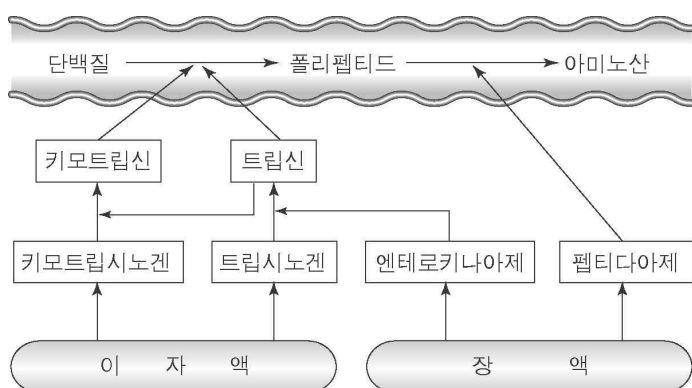 단백질 폴리펩티드 아미노산
키모트립신 트립신
키모트립시노겐 트립시노겐 엔테로키나아제 펩티다아제
이 자 액 장 액